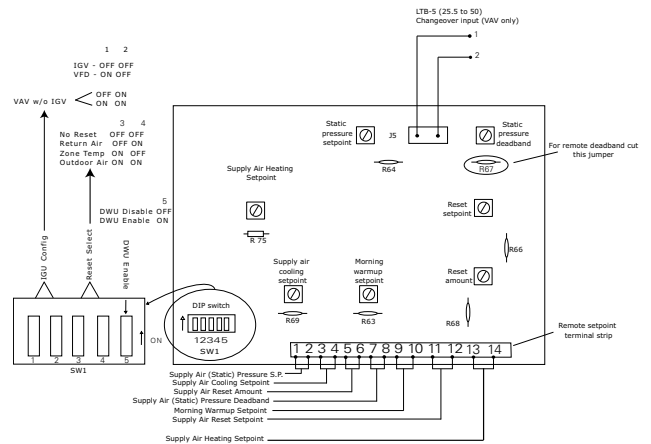 LTB-5 (25.5 to 50)
Changeover input (VAV only)
1
2
1 2
IGV - OFF OFF
VFD - ON OFF
VAV w/o IGV
OFF ON
ON ON
3 4
No Reset OFF OFF
Return Air OFF ON
Zone Temp ON OFF
Outdoor Air ON ON
5
DWU Disable OFF
DWU Enable ON
IGU Config
Reset Select
DWU Enable
1 2 3 4 5
SW1
ON
DIP switch
12345
SW1
Static
pressure
setpoint
J5
Static
pressure
deadband
R64
R67
For remote deadband cut
this jumper
Supply Air Heating
Setpoint
R 75
Reset
setpoint
R66
Supply air
cooling
setpoint
R69
Morning
warmup
setpoint
R63
Reset
amount
R68
Remote setpoint
terminal strip
1 2 3 4 5 6 7 8 9 10 11 12 13 14
Supply Air (Static) Pressure S.P.
Supply Air Cooling Setpoint
Supply Air Reset Amount
Supply Air (Static) Pressure Deadband
Morning Warmup Setpoint
Supply Air Reset Setpoint
Supply Air Heating Setpoint